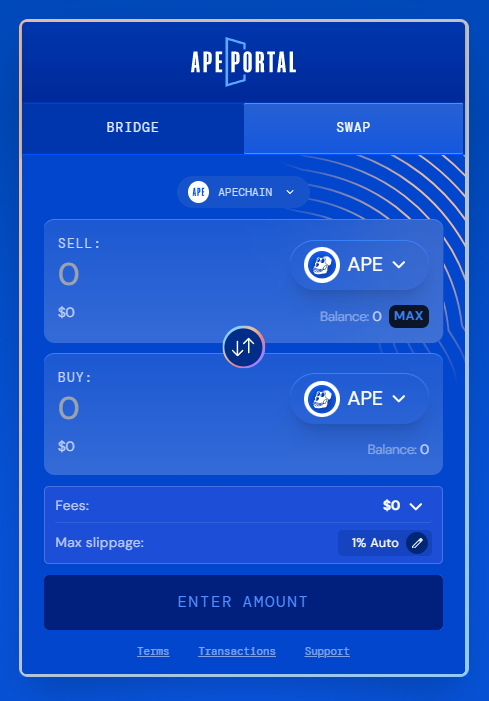 APE PORTAL
BRIDGE
SWAP
APE APECHAIN
SELL:
0
APE
$0
Balance: 0 MAX
BUY:
0
APE
$0
Balance: 0
Fees:
$0
Max slippage:
1% Auto
ENTER AMOUNT
Terms
Transactions
Support